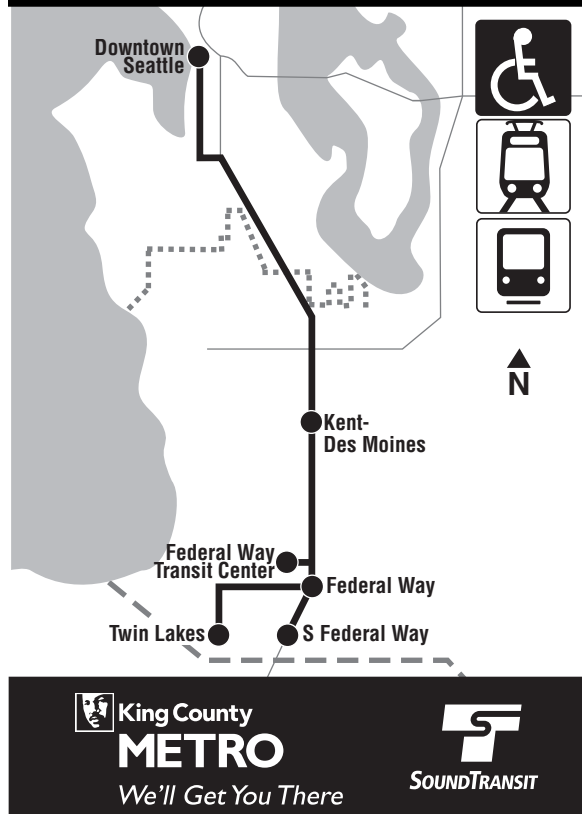 Downtown
Seattle
N
Kent-
Des Moines
Federal Way
Transit Center
Federal Way
Twin Lakes
S Federal Way
King County
METRO
We'll Get You There
SOUNDTRANSIT